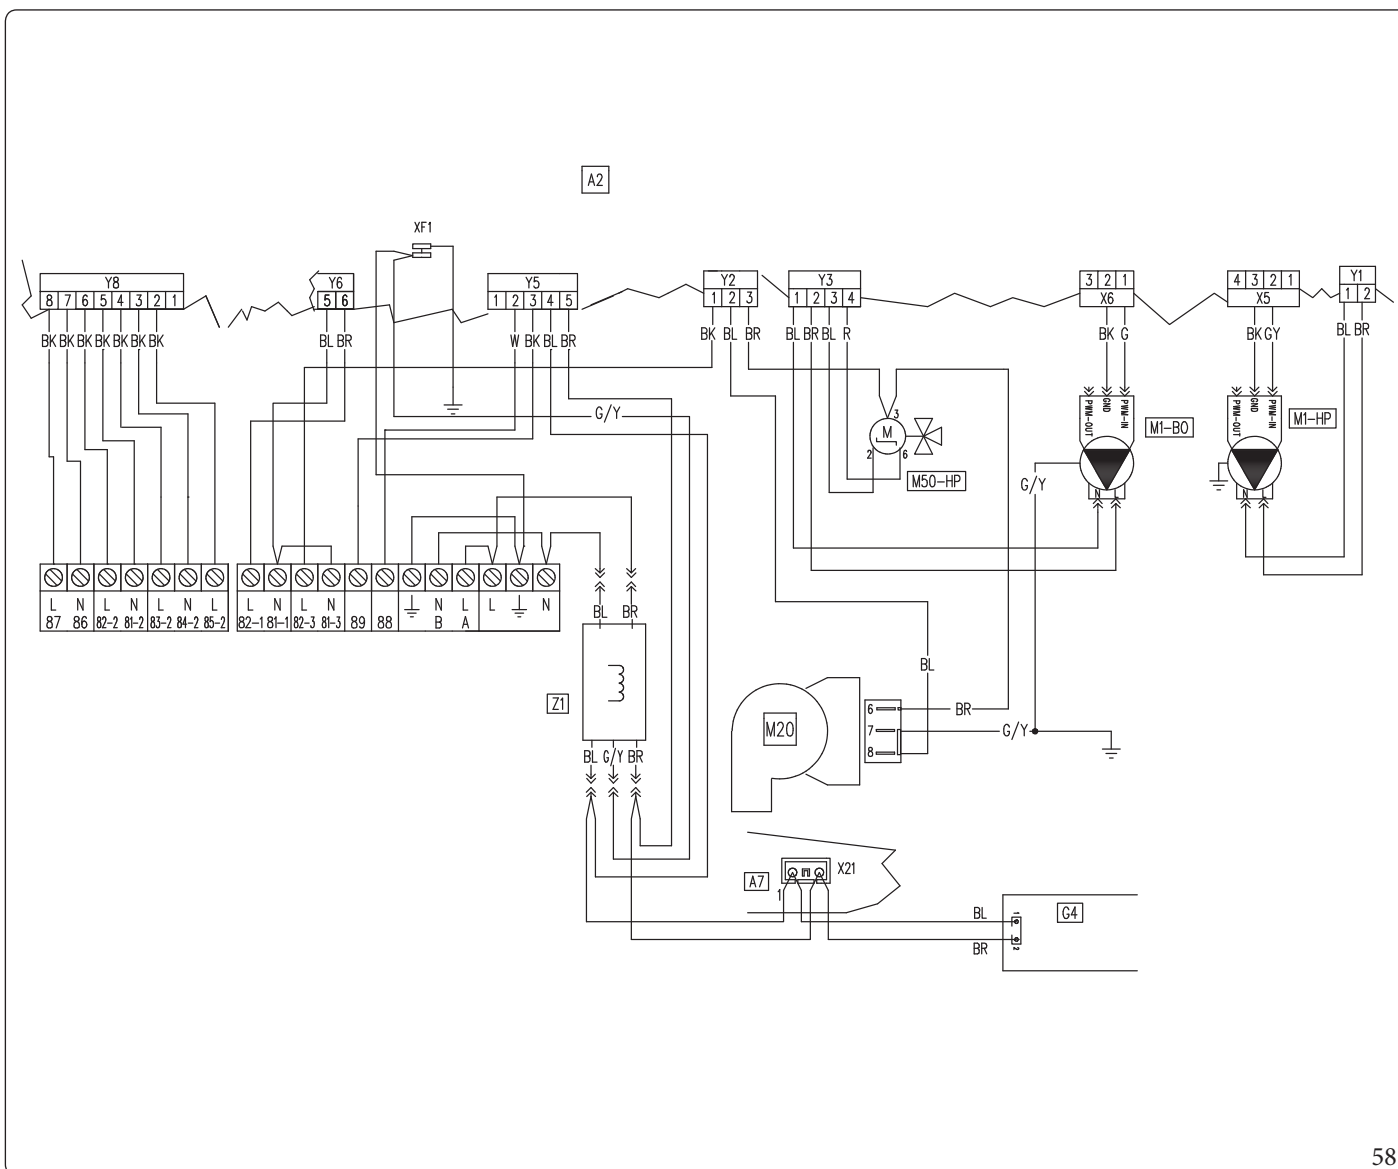 A2
XF1
Y8
8 7 6 5 4 3 2 1
Y6
5 6
Y5
1 2 3 4 5
Y2
1 2 3
Y3
1 2 3 4
3 2 1
X6
4 3 2 1
X5
Y1
1 2
BK BK BK BK BK BK BK
BL BR
W BK BL BR
BK BL BR
BL BR BL R
BK G
BK GY
BL BR
G/Y
M
3
2
6
M50-HP
PWM-OUT
GND
PWM-IN
N
L
M1-BO
G/Y
PWM-OUT
GND
PWM-IN
N
L
M1-HP
L N L N L N L
87 86 82-2 81-2 83-2 84-2 85-2
L N L N
82-1 81-1 82-3 81-3 89 88
N L L N
B A
BL BR
Z1
BL G/Y BR
BL
M20
6
7
8
BR
G/Y
A7
X21
1
BL
BR
1
2
G4
58